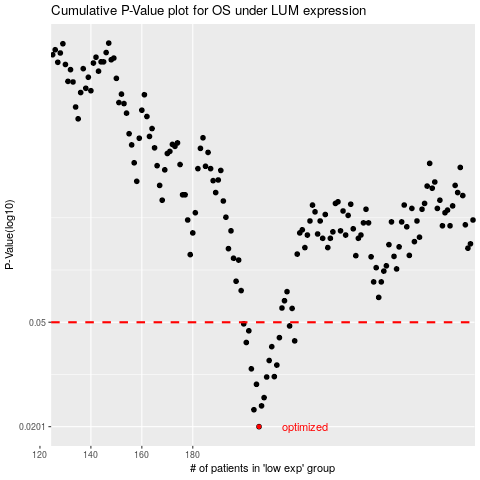 Cumulative P-Value plot for OS under LUM expression
P-Value(log10)
0.05
0.0201
optimized
120 140 160 180
# of patients in 'low exp' group